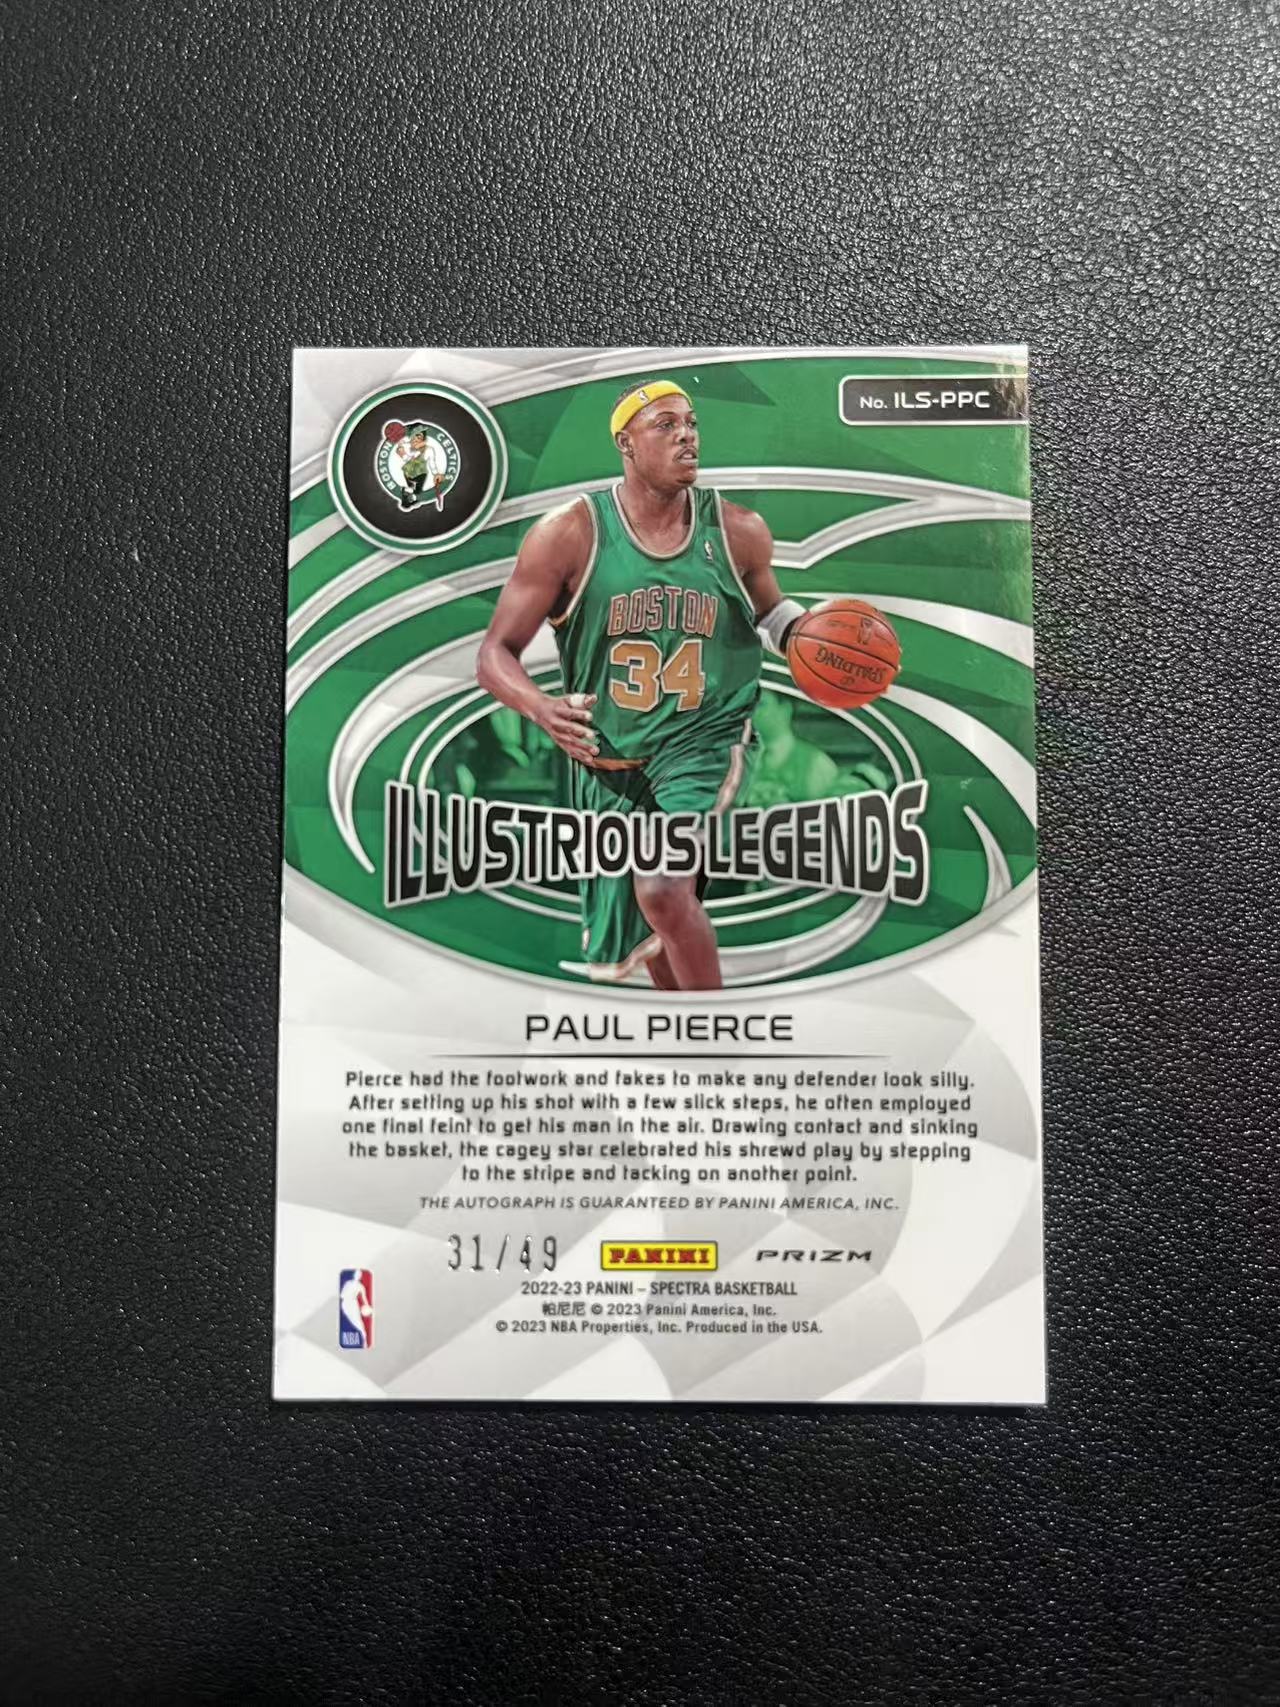 No. ILS-PPC
BOSTON CELTICS
BOSTON
34
SPALDING
ILLUSTRIOUS LEGENDS
PAUL PIERCE
Pierce had the footwork and fakes to make any defender look silly.
After setting up his shot with a few slick steps, he often employed
one final feint to get his man in the air. Drawing contact and sinking
the basket, the cagey star celebrated his shrewd play by stepping
to the stripe and tacking on another point.
THE AUTOGRAPH IS GUARANTEED BY PANINI AMERICA, INC.
31/49 PANINI PRIZM
2022-23 PANINI – SPECTRA BASKETBALL
帕尼尼 © 2023 Panini America, Inc.
© 2023 NBA Properties, Inc. Produced in the USA.
NBA